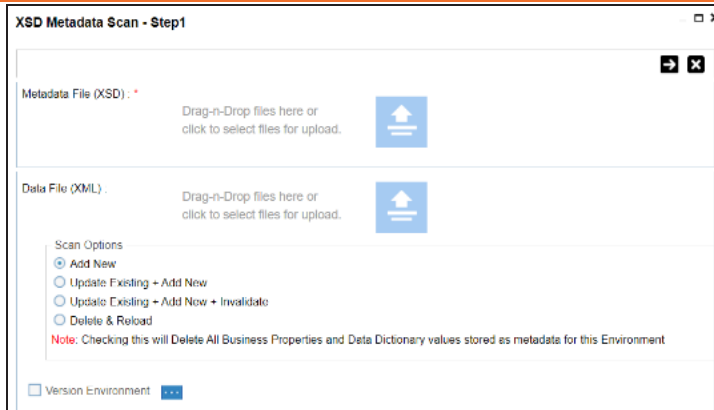 XSD Metadata Scan - Step1
Metadata File (XSD) : *
Drag-n-Drop files here or
click to select files for upload.
Data File (XML) :
Drag-n-Drop files here or
click to select files for upload.
Scan Options
Add New
Update Existing + Add New
Update Existing + Add New + Invalidate
Delete & Reload
Note: Checking this will Delete All Business Properties and Data Dictionary values stored as metadata for this Environment
Version Environment